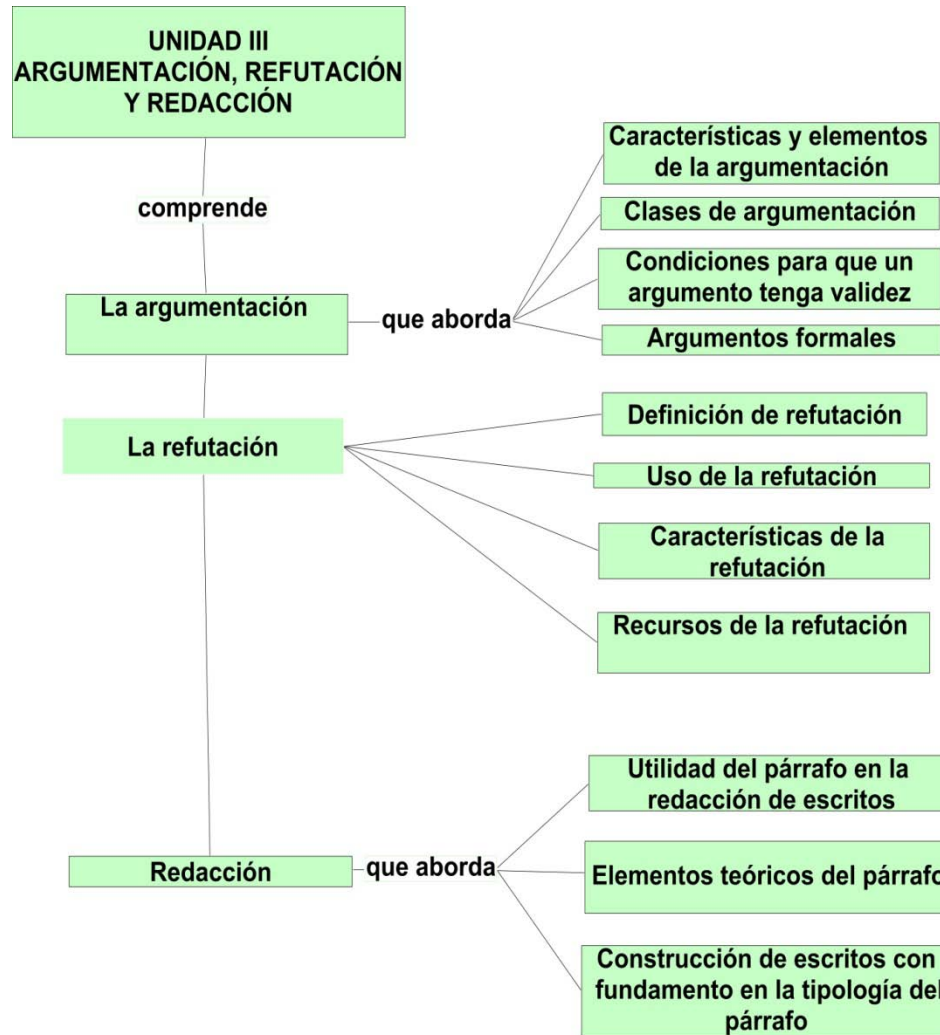 UNIDAD III
ARGUMENTACIÓN, REFUTACIÓN
Y REDACCIÓN
comprende
La argumentación
que aborda
Características y elementos
de la argumentación
Clases de argumentación
Condiciones para que un
argumento tenga validez
Argumentos formales
La refutación
Definición de refutación
Uso de la refutación
Características de la
refutación
Recursos de la refutación
Redacción
que aborda
Utilidad del párrafo en la
redacción de escritos
Elementos teóricos del párrafo
Construcción de escritos con
fundamento en la tipología del
párrafo